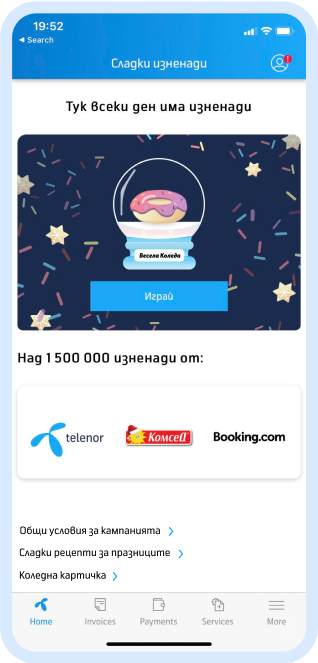 19:52
◀ Search
Сладки изненади
Тук всеки ден има изненади
Весела Коледа
Играй
Над 1 500 000 изненади от:
telenor
Комсед
Booking.com
Общи условия за кампанията
Сладки рецепти за празниците
Коледна картичка
Home
Invoices
Payments
Services
More